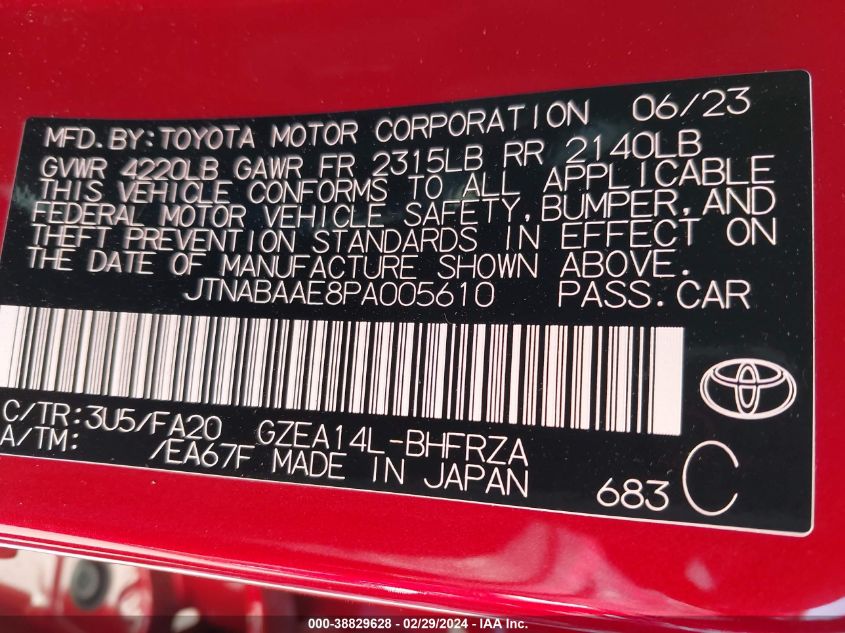 MFD. BY: TOYOTA MOTOR CORPORATION 06/23
GVWR 4220LB GAWR FR 2315LB RR 2140LB
THIS VEHICLE CONFORMS TO ALL APPLICABLE
FEDERAL MOTOR VEHICLE SAFETY, BUMPER, AND
THEFT PREVENTION STANDARDS IN EFFECT ON
THE DATE OF MANUFACTURE SHOWN ABOVE.
JTNABAAE8PA005610 PASS. CAR
C/TR: 3U5/FA20 GZEA14L-BHFRZA
A/TM: /EA67F MADE IN JAPAN
683 C
000-38829628 - 02/29/2024 - IAA Inc.